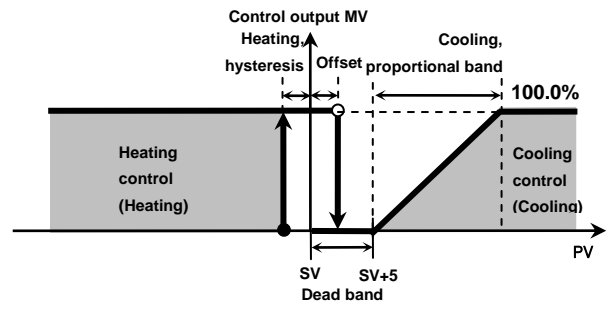 Control output MV
Heating,
hysteresis
Offset
Cooling,
proportional band
100.0%
Heating
control
(Heating)
Cooling
control
(Cooling)
PV
SV
SV+5
Dead band